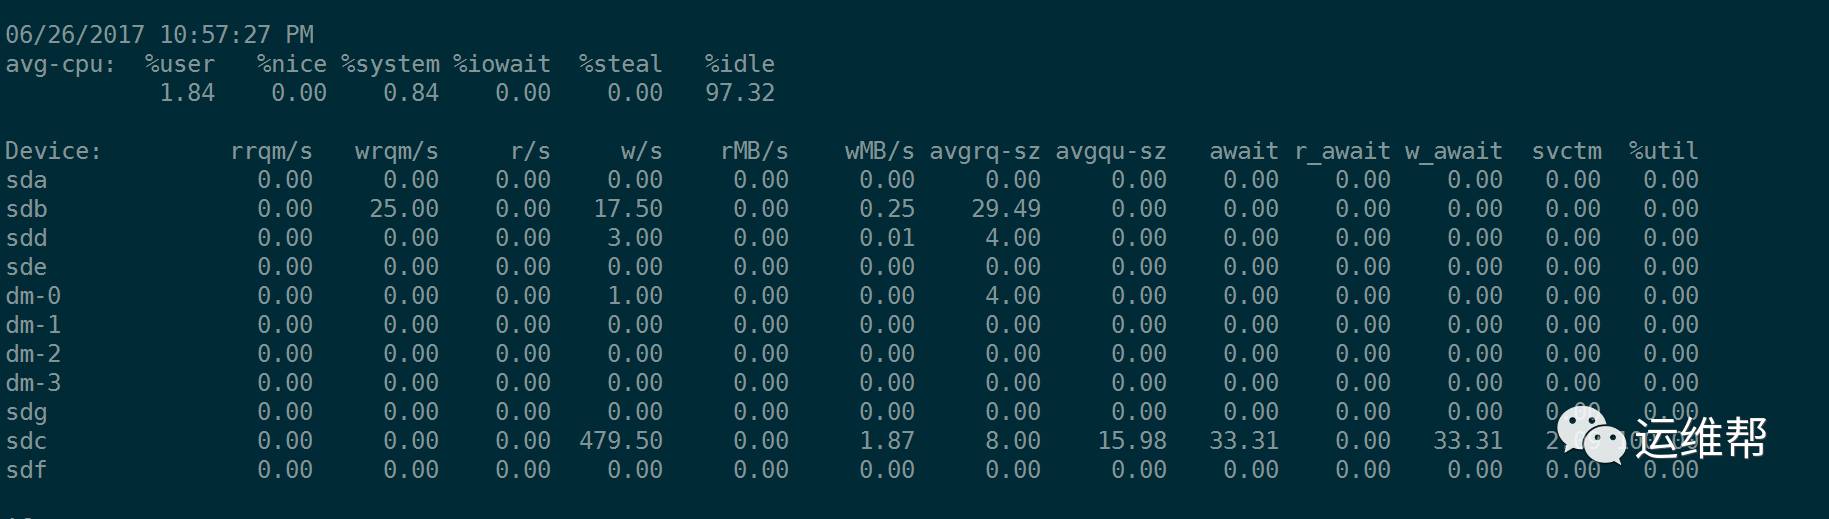 06/26/2017 10:57:27 PM
avg-cpu:  %user   %nice %system %iowait  %steal   %idle
           1.84    0.00    0.84    0.00    0.00   97.32
Device:         rrqm/s   wrqm/s     r/s     w/s    rMB/s    wMB/s avgrq-sz avgqu-sz   await r_await w_await  svctm  %util
sda               0.00     0.00    0.00    0.00     0.00     0.00     0.00     0.00    0.00    0.00    0.00   0.00   0.00
sdb               0.00    25.00    0.00   17.50     0.00     0.25    29.49     0.00    0.00    0.00    0.00   0.00   0.00
sdd               0.00     0.00    0.00    3.00     0.00     0.01     4.00     0.00    0.00    0.00    0.00   0.00   0.00
sde               0.00     0.00    0.00    0.00     0.00     0.00     0.00     0.00    0.00    0.00    0.00   0.00   0.00
dm-0              0.00     0.00    0.00    1.00     0.00     0.00     4.00     0.00    0.00    0.00    0.00   0.00   0.00
dm-1              0.00     0.00    0.00    0.00     0.00     0.00     0.00     0.00    0.00    0.00    0.00   0.00   0.00
dm-2              0.00     0.00    0.00    0.00     0.00     0.00     0.00     0.00    0.00    0.00    0.00   0.00   0.00
dm-3              0.00     0.00    0.00    0.00     0.00     0.00     0.00     0.00    0.00    0.00    0.00   0.00   0.00
sdg               0.00     0.00    0.00    0.00     0.00     0.00     0.00     0.00    0.00    0.00    0.00   0.00   0.00
sdc               0.00     0.00    0.00  479.50     0.00     1.87     8.00    15.98   33.31    0.00   33.31
运维帮
sdf               0.00     0.00    0.00    0.00     0.00     0.00     0.00     0.00    0.00    0.00    0.00   0.00   0.00